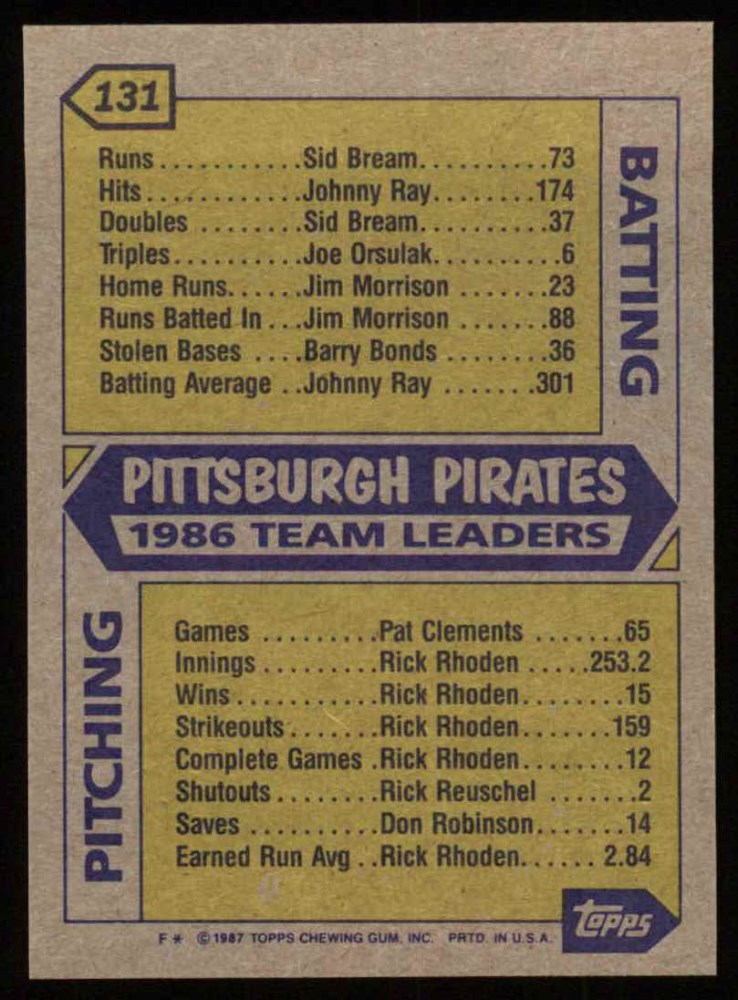 131
BATTING
Runs...........Sid Bream..........73
Hits............Johnny Ray........174
Doubles ........Sid Bream..........37
Triples..........Joe Orsulak..........6
Home Runs......Jim Morrison .......23
Runs Batted In ...Jim Morrison .......88
Stolen Bases ....Barry Bonds ........36
Batting Average ..Johnny Ray .......301
PITTSBURGH PIRATES
1986 TEAM LEADERS
PITCHING
Games .........Pat Clements .......65
Innings..........Rick Rhoden .....253.2
Wins............Rick Rhoden........15
Strikeouts.......Rick Rhoden.......159
Complete Games .Rick Rhoden........12
Shutouts........Rick Reuschel .......2
Saves ..........Don Robinson.......14
Earned Run Avg ..Rick Rhoden...... 2.84
topps
F * © 1987 TOPPS CHEWING GUM, INC. PRTD. IN U.S.A.